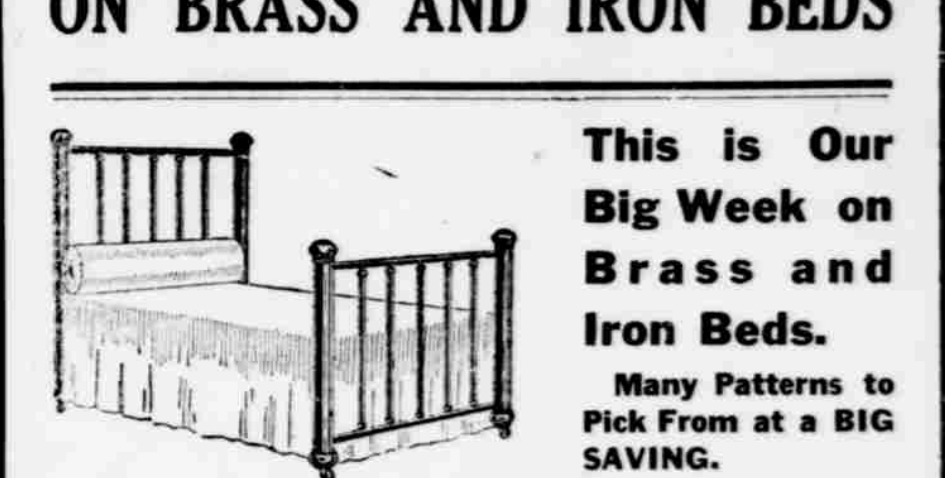 ON BRASS AND IRON BEDS
This is Our
Big Week on
Brass and
Iron Beds.
Many Patterns to
Pick From at a BIG
SAVING.